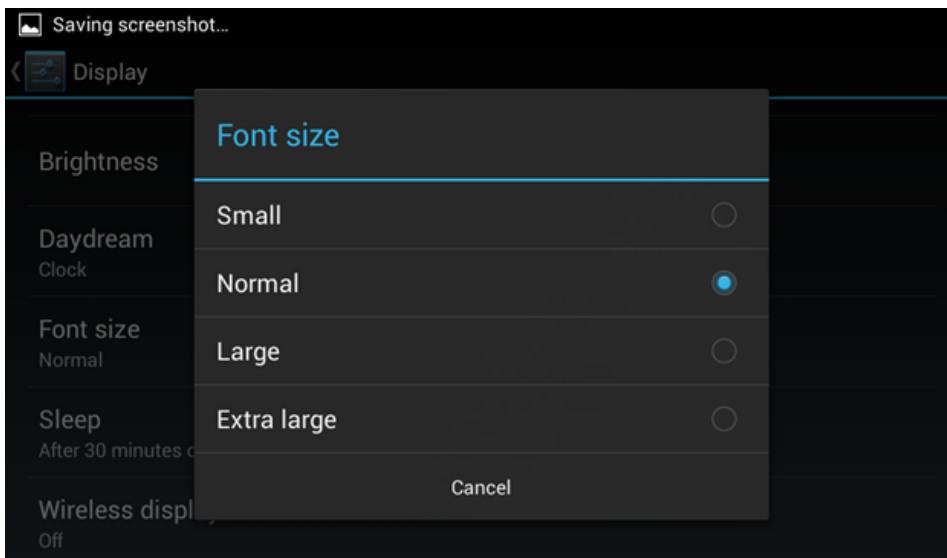 Saving screenshot...
Display
Font size
Brightness
Small
Daydream
Clock
Normal
Font size
Normal
Large
Sleep
After 30 minutes
Extra large
Cancel
Wireless
Off